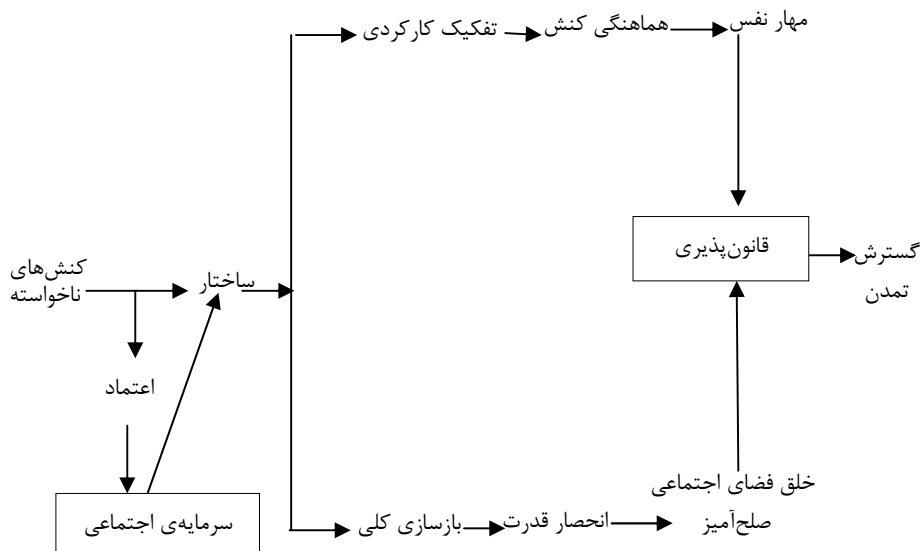 مهار نفس
هماهنگی کنش
تفکیک کارکردی
قانون‌پذیری
گسترش
تمدن
کنش‌های
ناخواسته
ساختار
اعتماد
سرمایه‌ی اجتماعی
بازسازی کلی
انحصار قدرت
خلق فضای اجتماعی
صلح‌آمیز